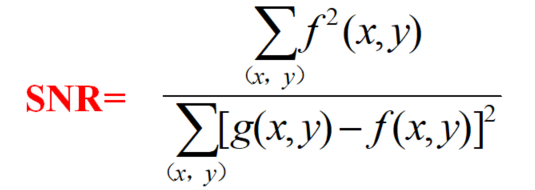 SNR= ∑f²(x,y)
(x, y)
∑[g(x,y)−f(x,y)]²
(x, y)